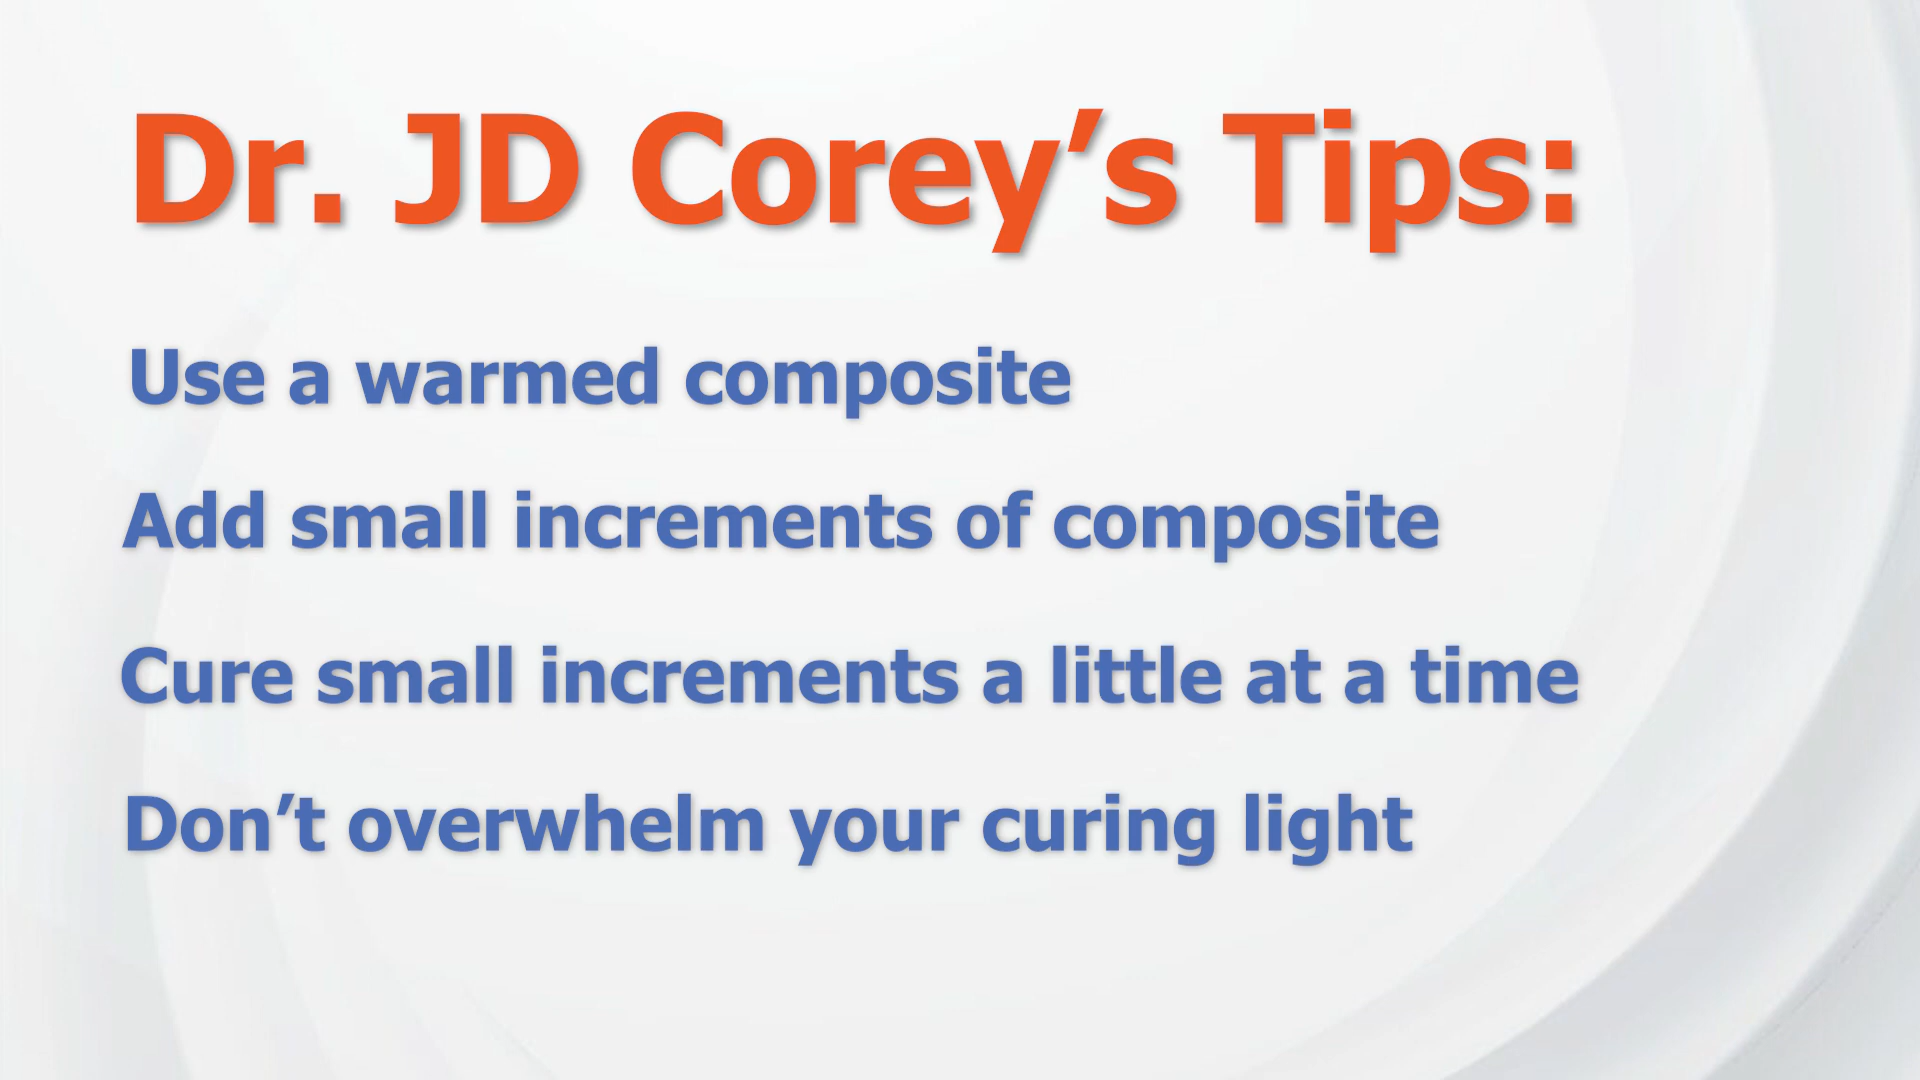 Dr. JD Corey’s Tips:
Use a warmed composite
Add small increments of composite
Cure small increments a little at a time
Don’t overwhelm your curing light